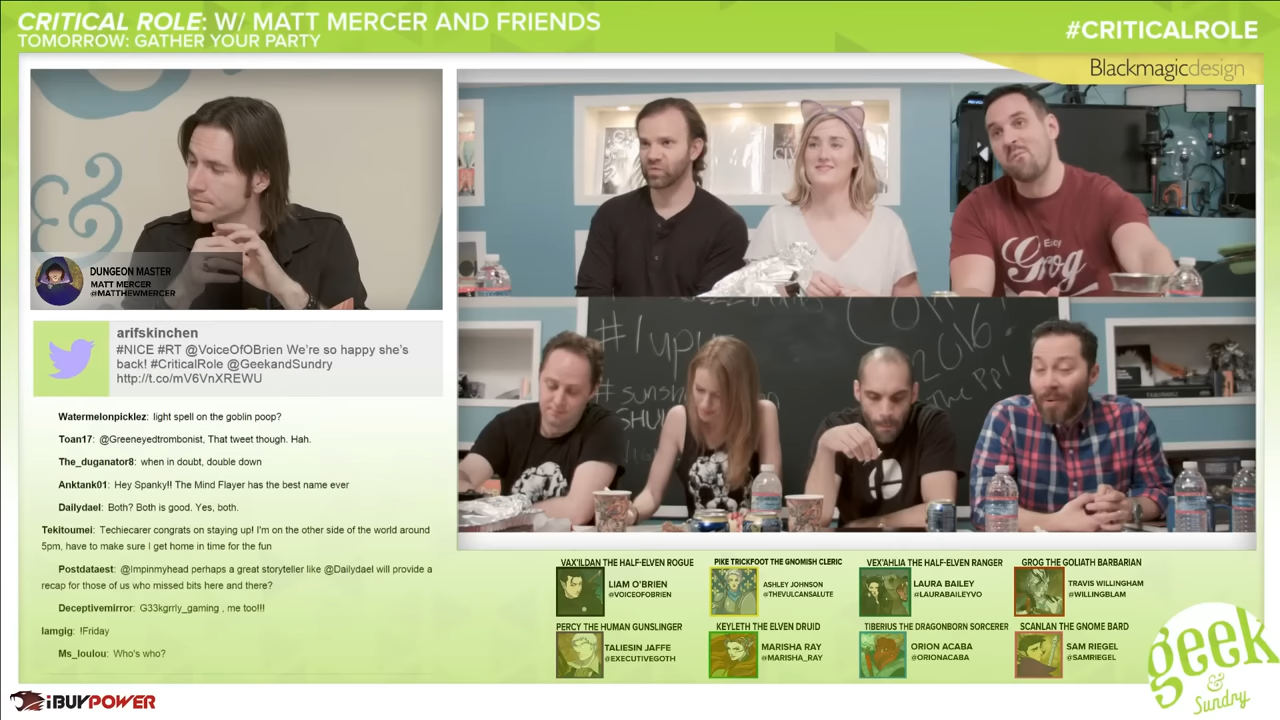 CRITICAL ROLE: W/ MATT MERCER AND FRIENDS
TOMORROW: GATHER YOUR PARTY
#CRITICALROLE
Blackmagicdesign
DUNGEON MASTER
MATT MERCER
@MATTHEWMERCER
arifskinchen
#NICE #RT @VoiceOfOBrien We're so happy she's
back! #CriticalRole @GeekandSundry
http://t.co/mV6VnXREWU
Watermelonpicklez: light spell on the goblin poop?
Toan17: @Greeneyedtrombonist, That tweet though. Hah.
The_duganator8: when in doubt, double down
Anktank01: Hey Spanky!! The Mind Flayer has the best name ever
Dailydael: Both? Both is good. Yes, both.
Tekitoumei: Techiecarer congrats on staying up! I'm on the other side of the world around
5pm, have to make sure I get home in time for the fun
Postdataest: @Impinmyhead perhaps a great storyteller like @Dailydael will provide a
recap for those of us who missed bits here and there?
Deceptivemirror: G33kgrrly_gaming , me too!!!
Iamgig: !Friday
Ms_loulou: Who's who?
Grog
#lupu
2016
the PPl
VAX'ILDAN THE HALF-ELVEN ROGUE
LIAM O'BRIEN
@VOICEOFOBRIEN
PIKE TRICKFOOT THE GNOMISH CLERIC
ASHLEY JOHNSON
@THEVULCANSALUTE
VEX'AHLIA THE HALF-ELVEN RANGER
LAURA BAILEY
@LAURABAILEYVO
GROG THE GOLIATH BARBARIAN
TRAVIS WILLINGHAM
@WILLINGBLAM
PERCY THE HUMAN GUNSLINGER
TALIESIN JAFFE
@EXECUTIVEGOTH
KEYLETH THE ELVEN DRUID
MARISHA RAY
@MARISHA_RAY
TIBERIUS THE DRAGONBORN SORCERER
ORION ACABA
@ORIONACABA
SCANLAN THE GNOME BARD
SAM RIEGEL
@SAMRIEGEL
geek
&
Sundry
iBUYPOWER